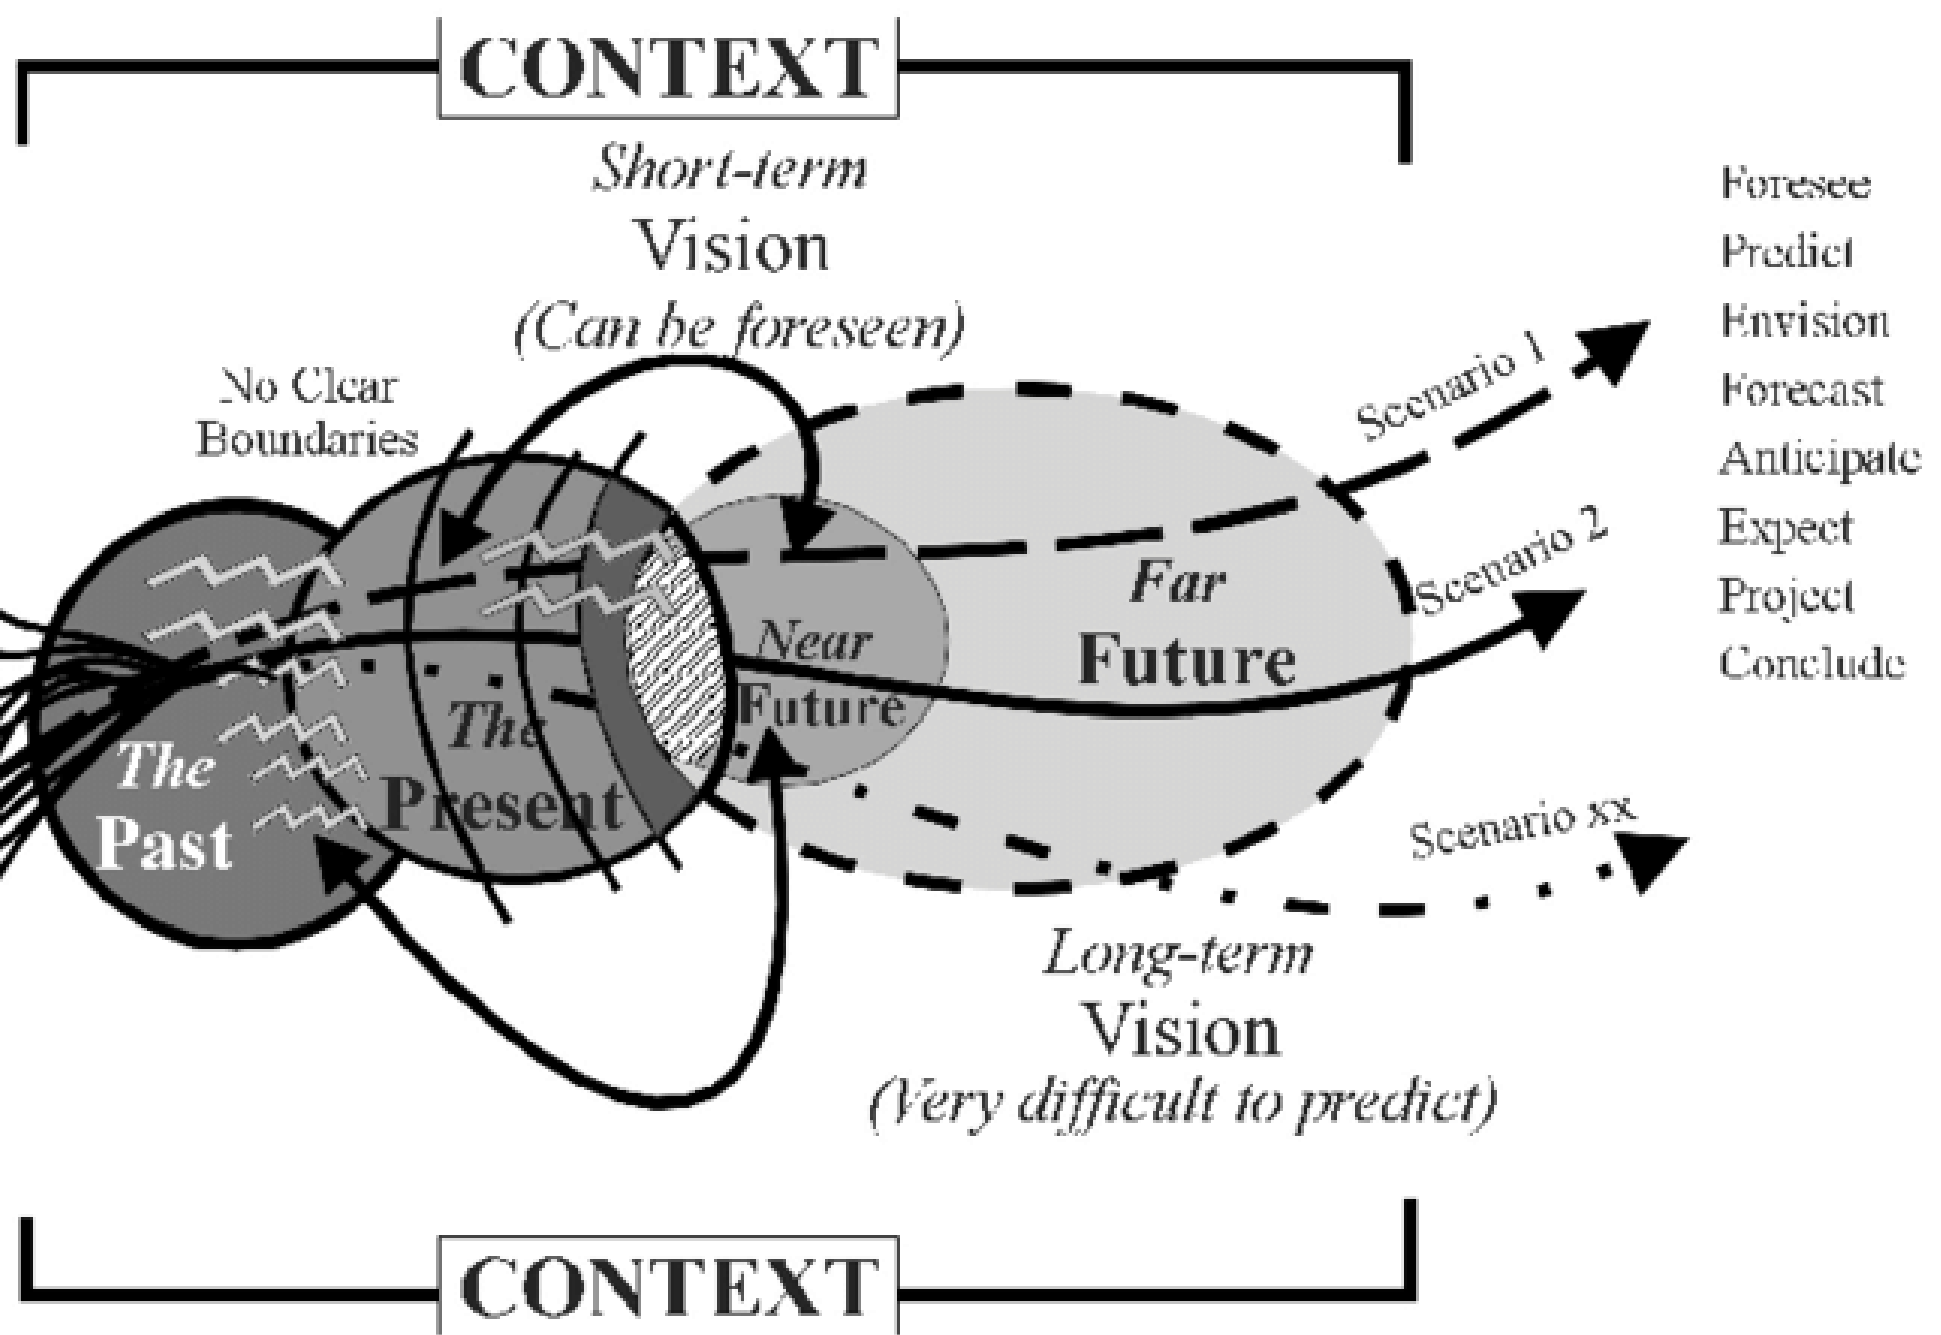 CONTEXT
Short-term
Vision
(Can be foreseen)
No Clear
Boundaries
The
Past
The
Present
Near
Future
Far
Future
Scenario 1
Scenario 2
Scenario xx
Long-term
Vision
(Very difficult to predict)
Foresee
Predict
Envision
Forecast
Anticipate
Expect
Project
Conclude
CONTEXT